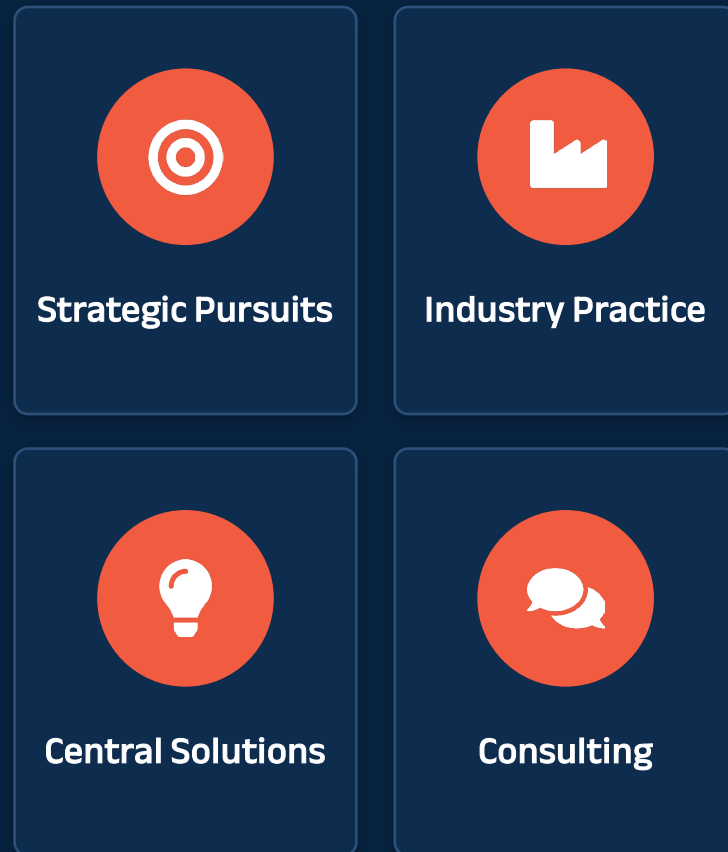 Strategic Pursuits
Industry Practice
Central Solutions
Consulting